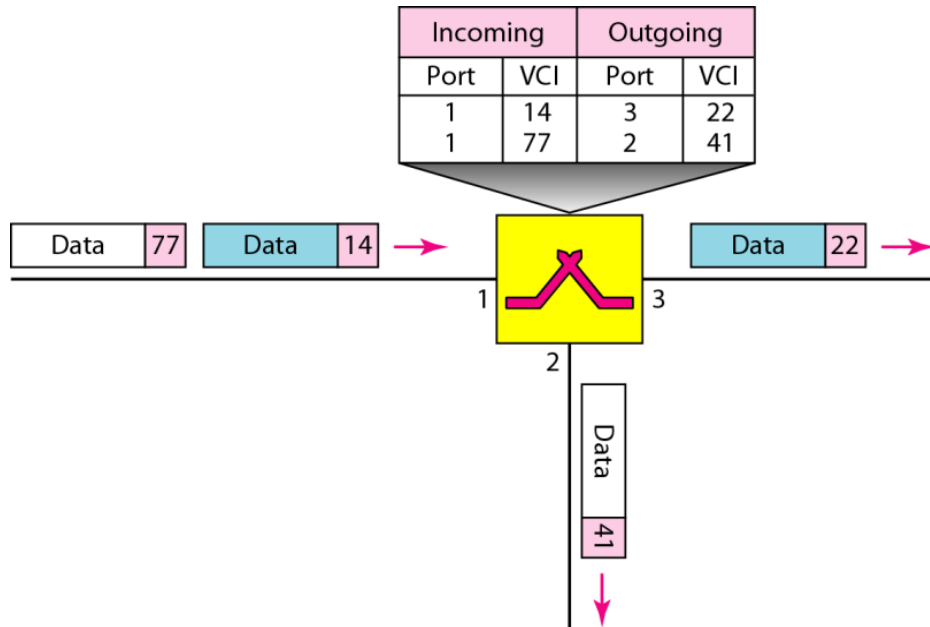 Incoming Outgoing
Port VCI Port VCI
1 14 3 22
1 77 2 41
Data 77 Data 14 Data 22
1 3
2
Data 41